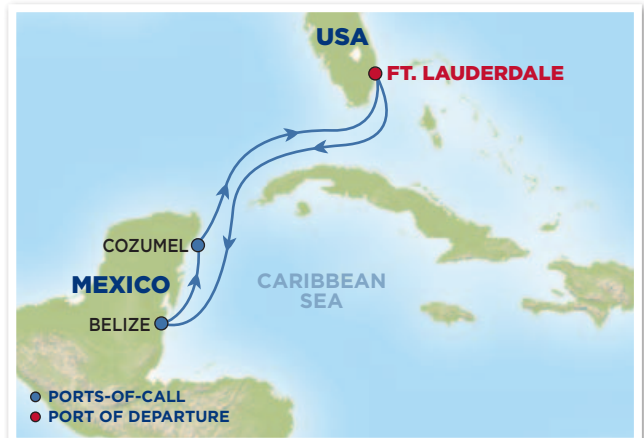 USA
FT. LAUDERDALE
COZUMEL
MEXICO
CARIBBEAN
SEA
BELIZE
PORTS-OF-CALL
PORT OF DEPARTURE